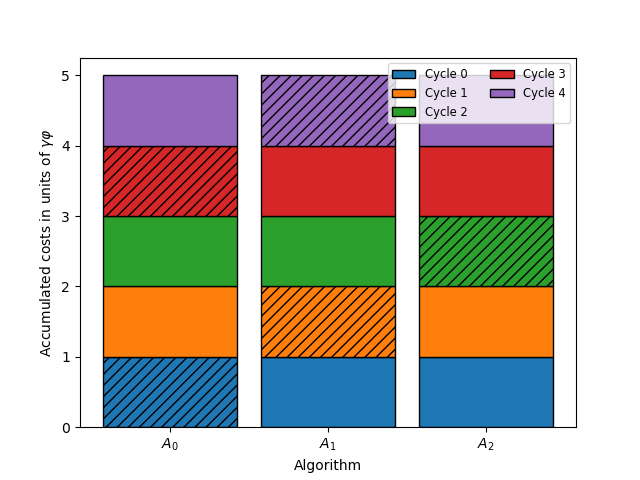 Accumulated costs in units of γφ
5
4
3
2
1
0
Cycle 0
Cycle 1
Cycle 2
Cycle 3
Cycle 4
A₀
A₁
A₂
Algorithm